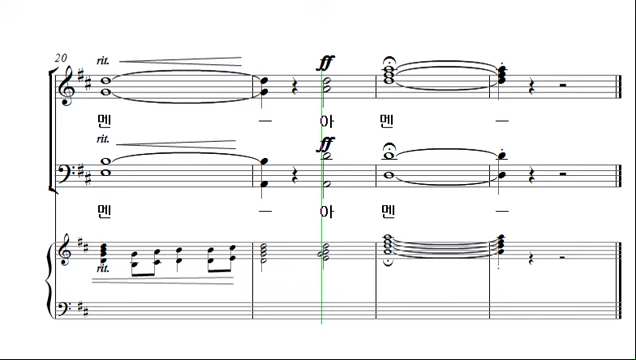 20 rit. ff
멘 – 아 멘 –
rit. ff
멘 – 아 멘 –
rit.